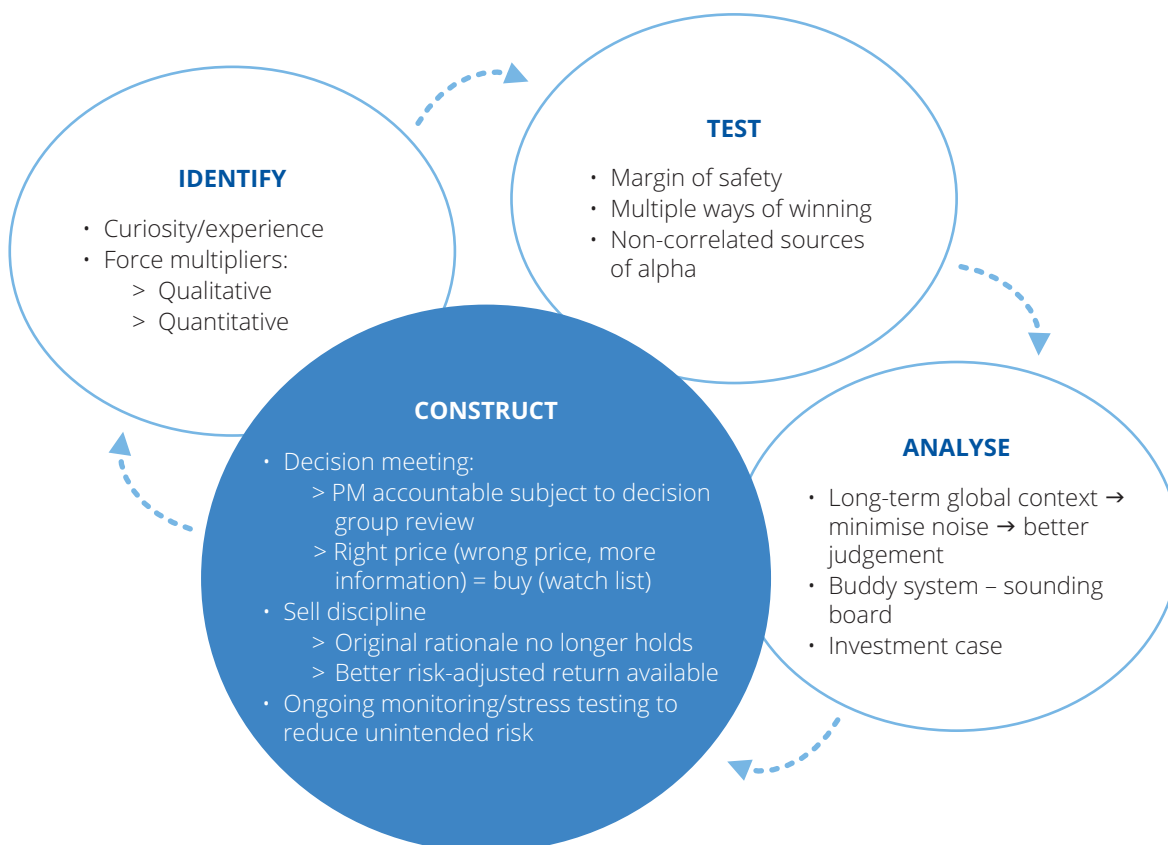 IDENTIFY
• Curiosity/experience
• Force multipliers:
> Qualitative
> Quantitative
TEST
• Margin of safety
• Multiple ways of winning
• Non-correlated sources
of alpha
ANALYSE
• Long-term global context →
minimise noise → better
judgement
• Buddy system – sounding
board
• Investment case
CONSTRUCT
• Decision meeting:
> PM accountable subject to decision
group review
> Right price (wrong price, more
information) = buy (watch list)
• Sell discipline
> Original rationale no longer holds
> Better risk-adjusted return available
• Ongoing monitoring/stress testing to
reduce unintended risk